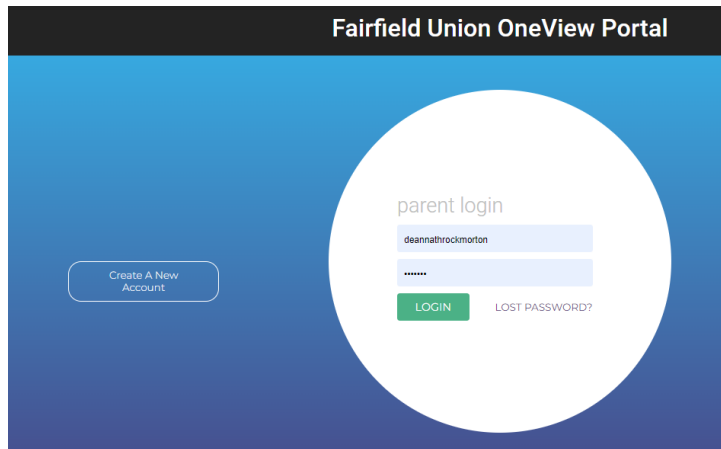 Fairfield Union OneView Portal
parent login
deannathrockmorton
•••••••
Create A New
Account
LOGIN LOST PASSWORD?